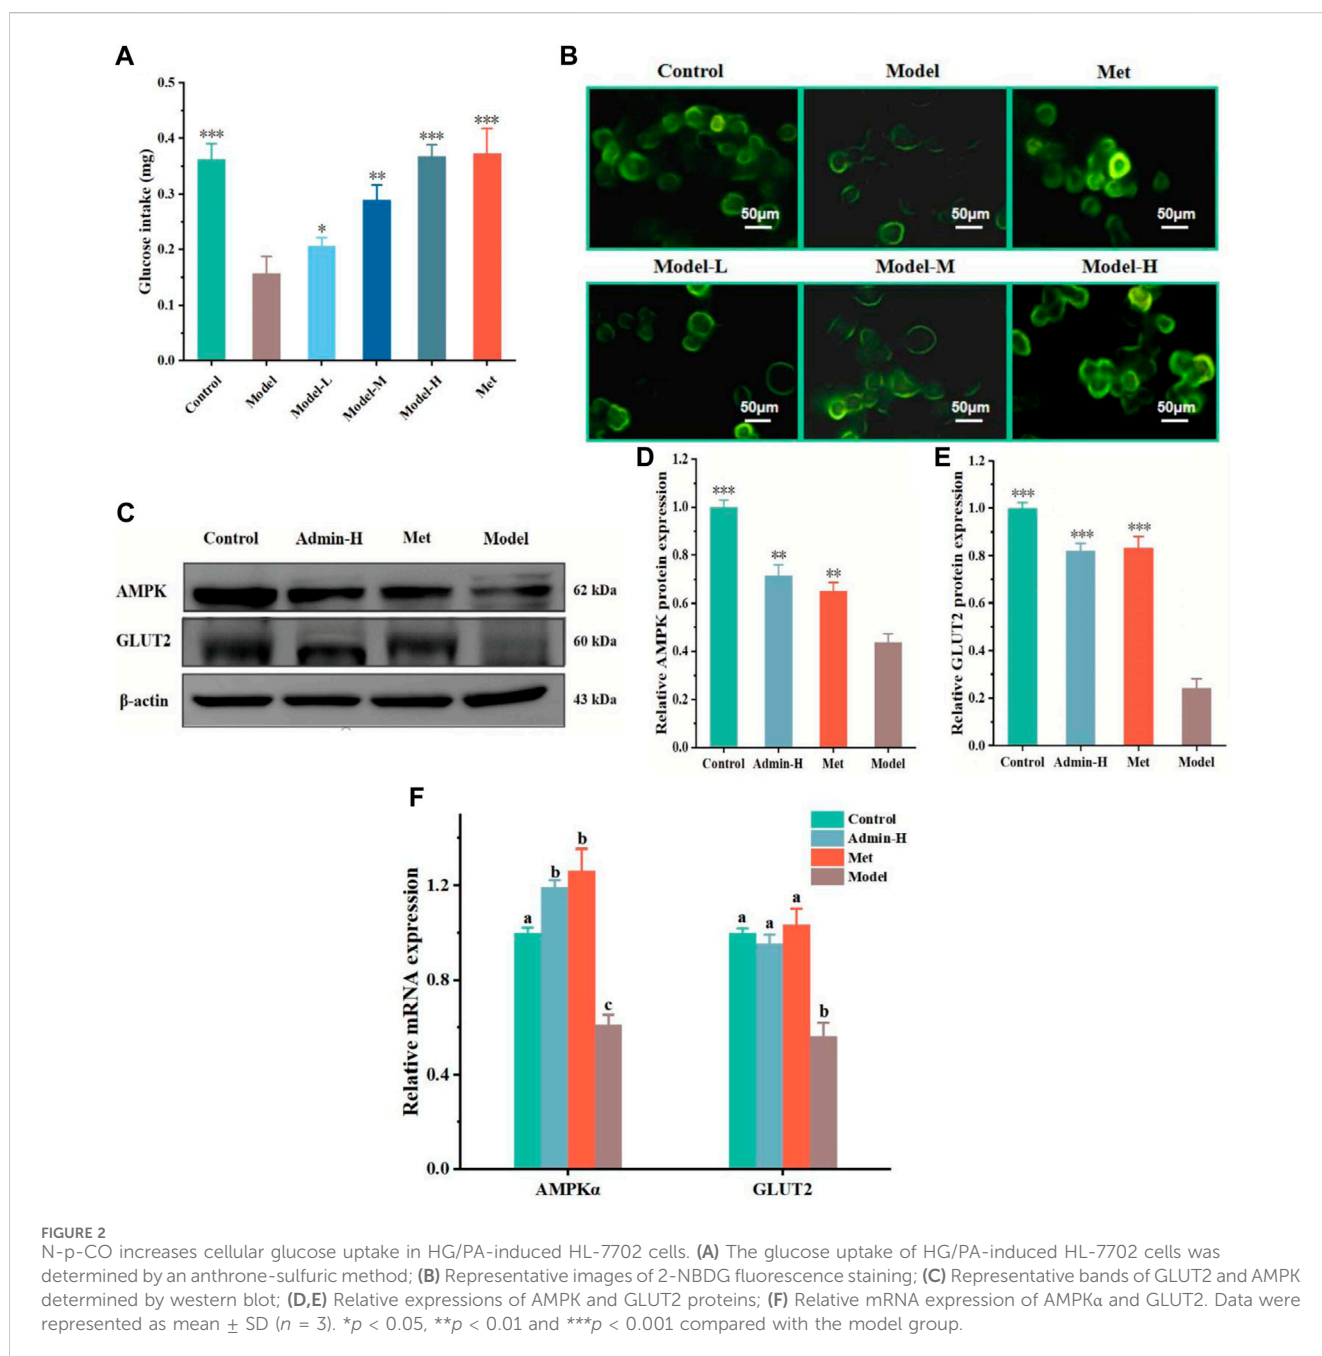 A
Glucose intake (mg)
0.5
0.4
0.3
0.2
0.1
0.0
***
*
**
***
***
Control
Model
Model-L
Model-M
Model-H
Met
B
Control Model Met
50μm 50μm 50μm
Model-L Model-M Model-H
50μm 50μm 50μm
C
Control Admin-H Met Model
AMPK 62 kDa
GLUT2 60 kDa
β-actin 43 kDa
D
Relative AMPK protein expression
1.2
1.0
0.8
0.6
0.4
0.2
0.0
***
**
**
Control Admin-H Met Model
E
Relative GLUT2 protein expression
1.2
1.0
0.8
0.6
0.4
0.2
0.0
***
***
***
Control Admin-H Met Model
F
Relative mRNA expression
1.2
0.8
0.4
0.0
a b b c
a a a b
Control
Admin-H
Met
Model
AMPKα GLUT2
FIGURE 2
N-p-CO increases cellular glucose uptake in HG/PA-induced HL-7702 cells. (A) The glucose uptake of HG/PA-induced HL-7702 cells was
determined by an anthrone-sulfuric method; (B) Representative images of 2-NBDG fluorescence staining; (C) Representative bands of GLUT2 and AMPK
determined by western blot; (D,E) Relative expressions of AMPK and GLUT2 proteins; (F) Relative mRNA expression of AMPKα and GLUT2. Data were
represented as mean ± SD (n = 3). *p < 0.05, **p < 0.01 and ***p < 0.001 compared with the model group.